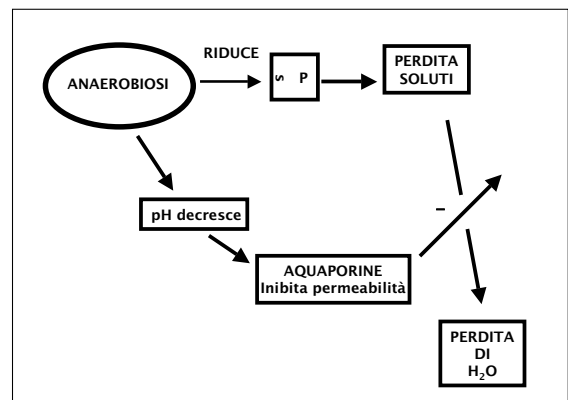 RIDUCE
ANAEROBIOSI
s P
PERDITA
SOLUTI
pH decresce
–
AQUAPORINE
Inibita permeabilità
PERDITA
DI
H₂O